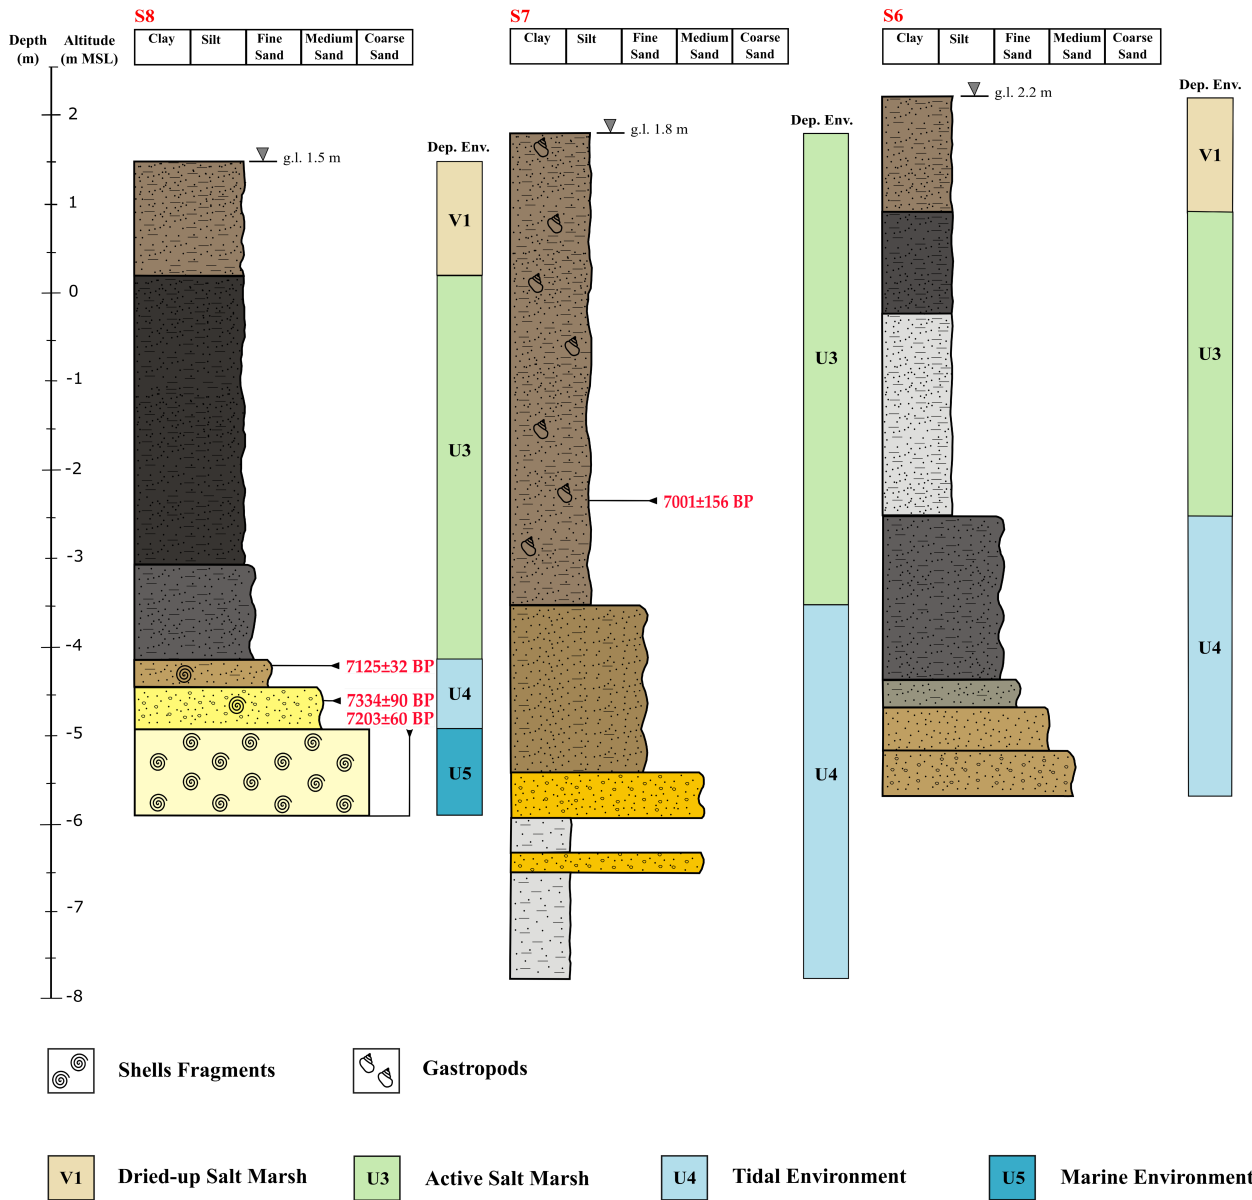 S8
S7
S6
Depth (m)
Altitude (m MSL)
Clay
Silt
Fine Sand
Medium Sand
Coarse Sand
Clay
Silt
Fine Sand
Medium Sand
Coarse Sand
Clay
Silt
Fine Sand
Medium Sand
Coarse Sand
2
1
0
-1
-2
-3
-4
-5
-6
-7
-8
g.l. 1.5 m
Dep. Env.
V1
U3
U4
U5
7125±32 BP
7334±90 BP
7203±60 BP
g.l. 1.8 m
Dep. Env.
U3
U4
7001±156 BP
g.l. 2.2 m
Dep. Env.
V1
U3
U4
Shells Fragments
Gastropods
V1
Dried-up Salt Marsh
U3
Active Salt Marsh
U4
Tidal Environment
U5
Marine Environment